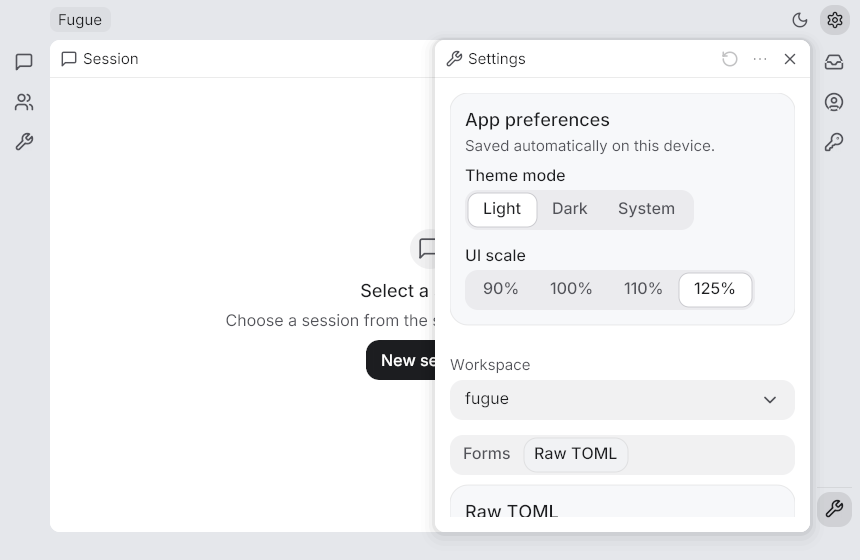 Fugue
Session
Settings
App preferences
Saved automatically on this device.
Theme mode
Light Dark System
UI scale
90% 100% 110% 125%
Select a
Choose a session from the
New se
Workspace
fugue
Forms Raw TOML
Raw TOML